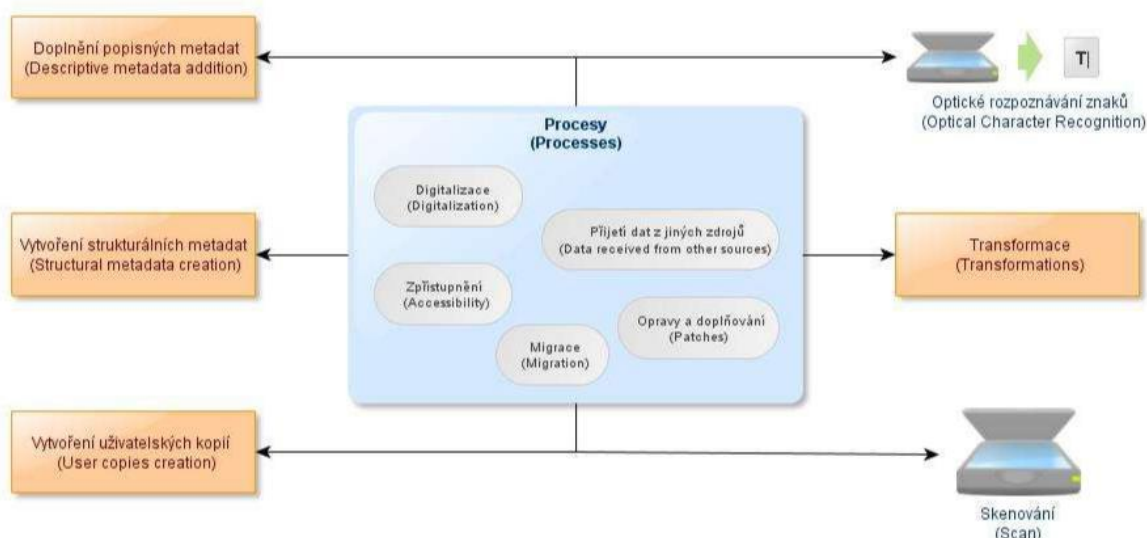 Doplnění popisných metadat
(Descriptive metadata addition)
T|
Optické rozpoznávání znaků
(Optical Character Recognition)
Procesy
(Processes)
Digitalizace
(Digitalization)
Přijetí dat z jiných zdrojů
(Data received from other sources)
Zpřístupnění
(Accessibility)
Opravy a doplňování
(Patches)
Migrace
(Migration)
Vytvoření strukturálních metadat
(Structural metadata creation)
Transformace
(Transformations)
Vytvoření uživatelských kopií
(User copies creation)
Skenování
(Scan)